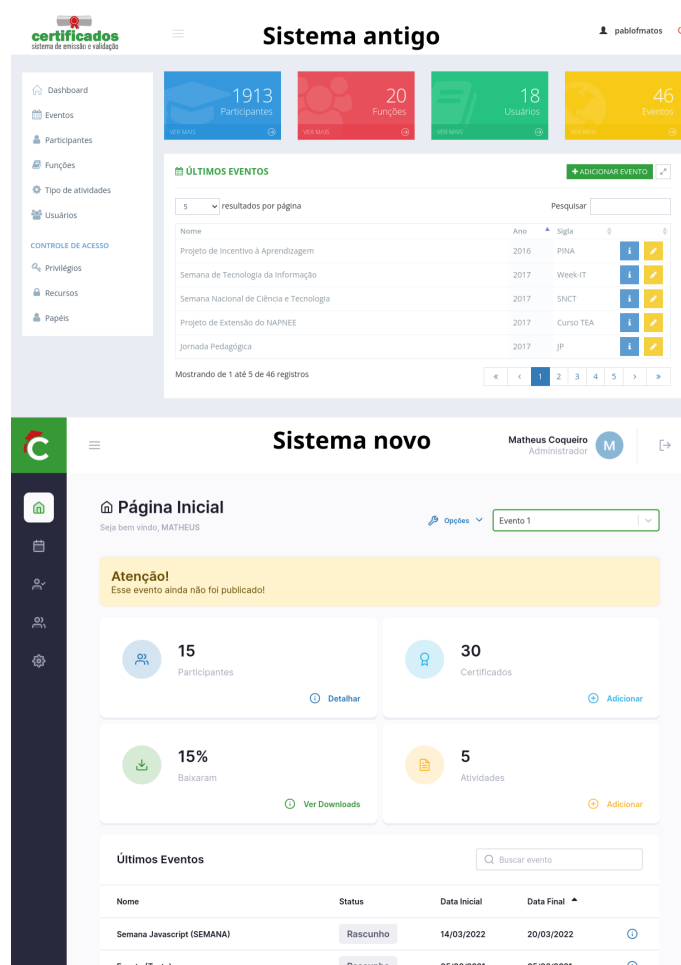 certificados
sistema de emissão e validação
Sistema antigo
pablofmatos
Dashboard
Eventos
Participantes
Funções
Tipo de atividades
Usuários
CONTROLE DE ACESSO
Privilégios
Recursos
Papéis
1913
Participantes
VER MAIS
20
Funções
VER MAIS
18
Usuários
VER MAIS
46
Eventos
VER MAIS
ÚLTIMOS EVENTOS
+ ADICIONAR EVENTO
5 resultados por página
Pesquisar
Nome Ano Sigla
Projeto de Incentivo à Aprendizagem 2016 PINA
Semana de Tecnologia da Informação 2017 Week-IT
Semana Nacional de Ciência e Tecnologia 2017 SNCT
Projeto de Extensão do NAPNEE 2017 Curso TEA
Jornada Pedagógica 2017 JP
Mostrando de 1 até 5 de 46 registros
« ‹ 1 2 3 4 5 › »
C
Sistema novo
Matheus Coqueiro
Administrador
M
Página Inicial
Seja bem vindo, MATHEUS
Opções
Evento 1
Atenção!
Esse evento ainda não foi publicado!
15
Participantes
Detalhar
30
Certificados
Adicionar
15%
Baixaram
Ver Downloads
5
Atividades
Adicionar
Últimos Eventos
Buscar evento
Nome Status Data Inicial Data Final
Semana Javascript (SEMANA) Rascunho 14/03/2022 20/03/2022